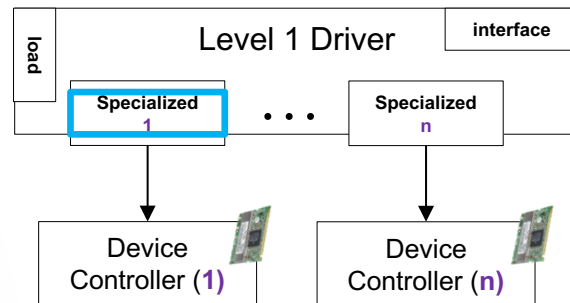 load
Level 1 Driver
interface
Specialized
1
• • •
Specialized
n
Device
Controller (1)
Device
Controller (n)